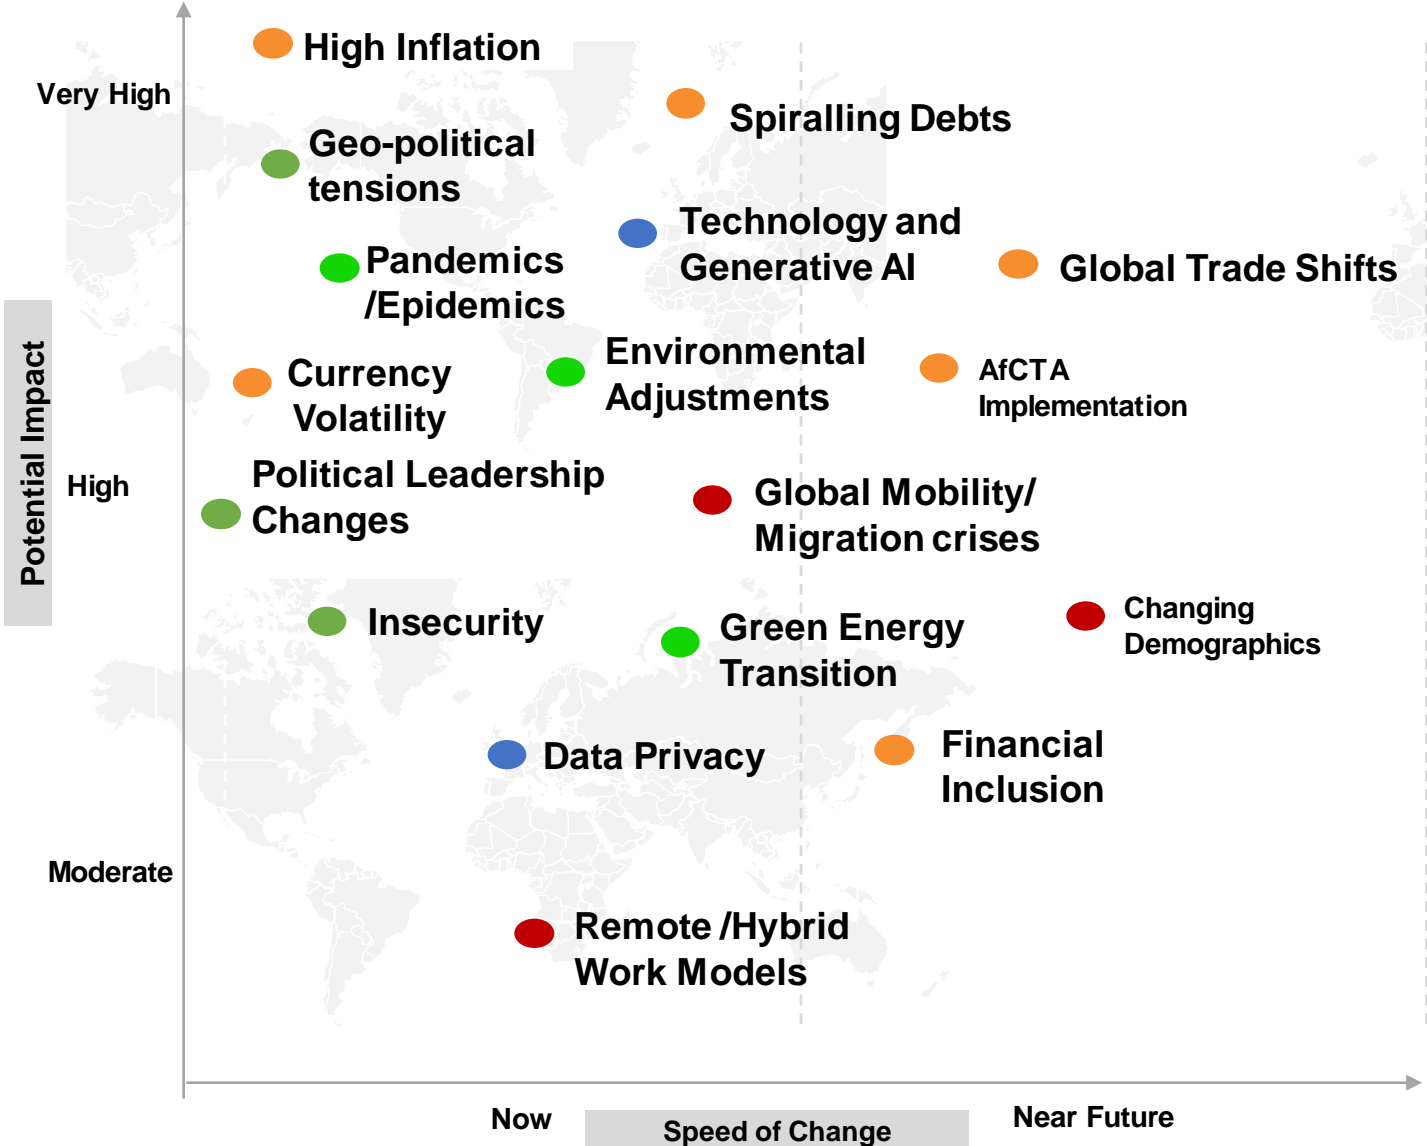 High Inflation
Very High
Spiralling Debts
Geo-political
tensions
Technology and
Generative AI
Pandemics
/Epidemics
Global Trade Shifts
Environmental
Adjustments
Currency
Volatility
AfCTA
Implementation
Potential Impact
High
Political Leadership
Changes
Global Mobility/
Migration crises
Insecurity
Green Energy
Transition
Changing
Demographics
Data Privacy
Financial
Inclusion
Moderate
Remote /Hybrid
Work Models
Now
Speed of Change
Near Future